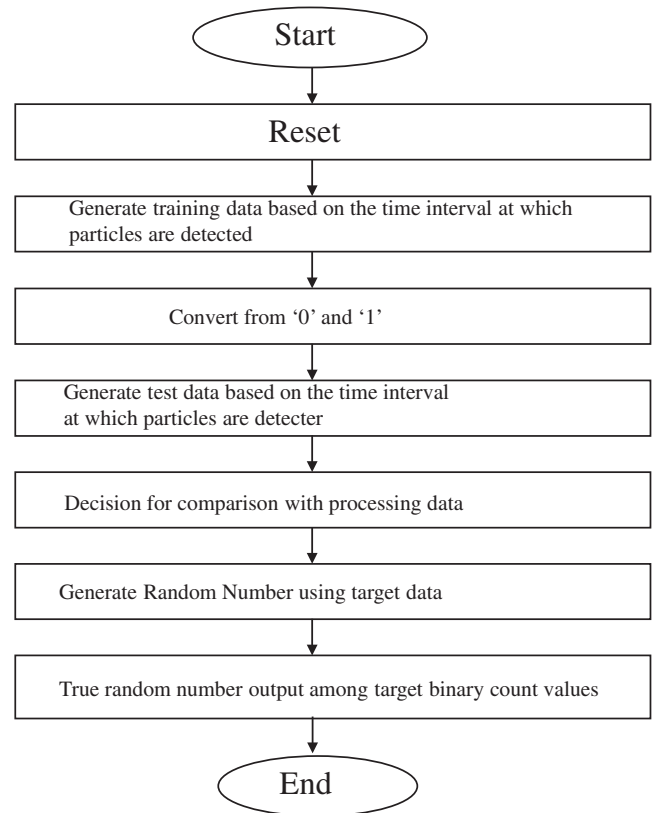 Start
Reset
Generate training data based on the time interval at which
particles are detected
Convert from ‘0’ and ‘1’
Generate test data based on the time interval
at which particles are detecter
Decision for comparison with processing data
Generate Random Number using target data
True random number output among target binary count values
End